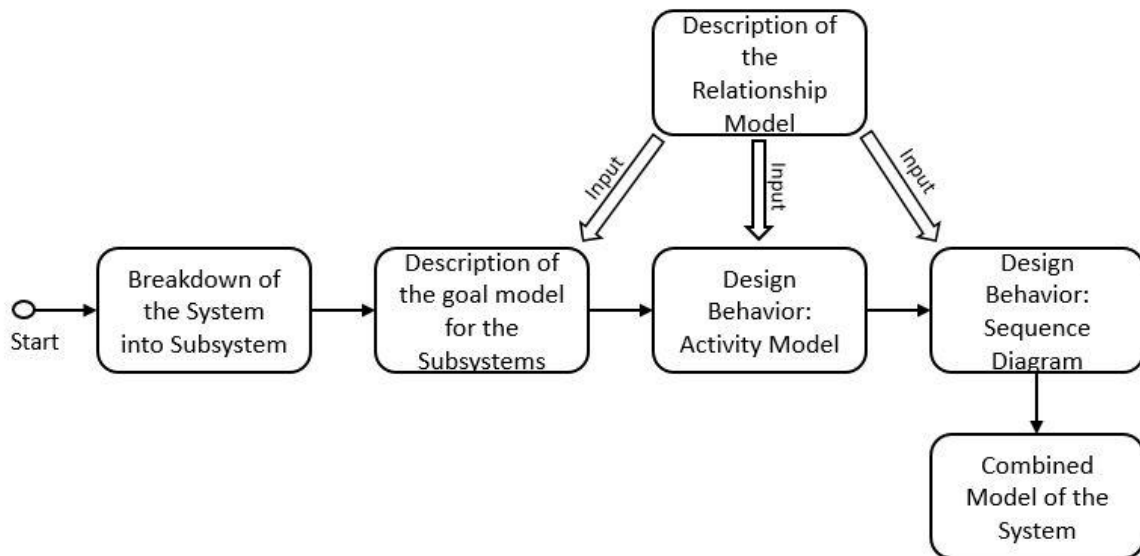 Description of
the
Relationship
Model
Input
Input
Input
Start
Breakdown of
the System
into Subsystem
Description of
the goal model
for the
Subsystems
Design
Behavior:
Activity Model
Design
Behavior:
Sequence
Diagram
Combined
Model of the
System